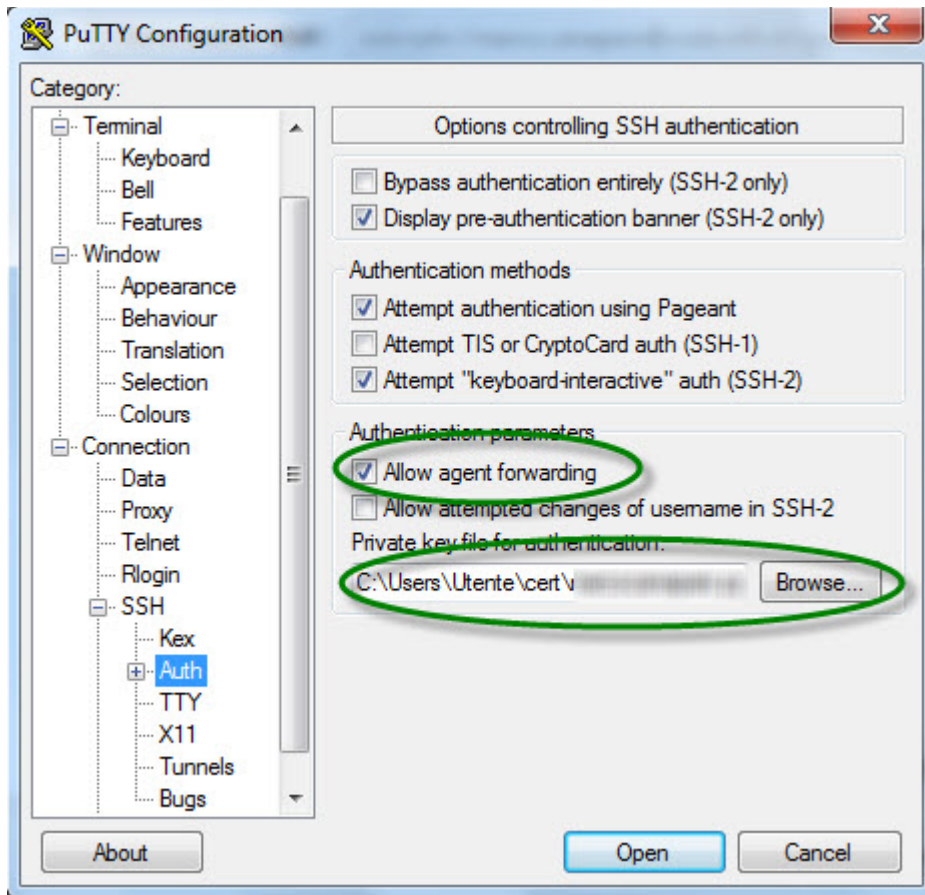 PuTTY Configuration
Category:
Terminal
Keyboard
Bell
Features
Window
Appearance
Behaviour
Translation
Selection
Colours
Connection
Data
Proxy
Telnet
Rlogin
SSH
Kex
Auth
TTY
X11
Tunnels
Bugs
Options controlling SSH authentication
Bypass authentication entirely (SSH-2 only)
Display pre-authentication banner (SSH-2 only)
Authentication methods
Attempt authentication using Pageant
Attempt TIS or CryptoCard auth (SSH-1)
Attempt "keyboard-interactive" auth (SSH-2)
Authentication parameters
Allow agent forwarding
Allow attempted changes of username in SSH-2
Private key file for authentication:
C:\Users\Utente\cert\
Browse...
About
Open
Cancel